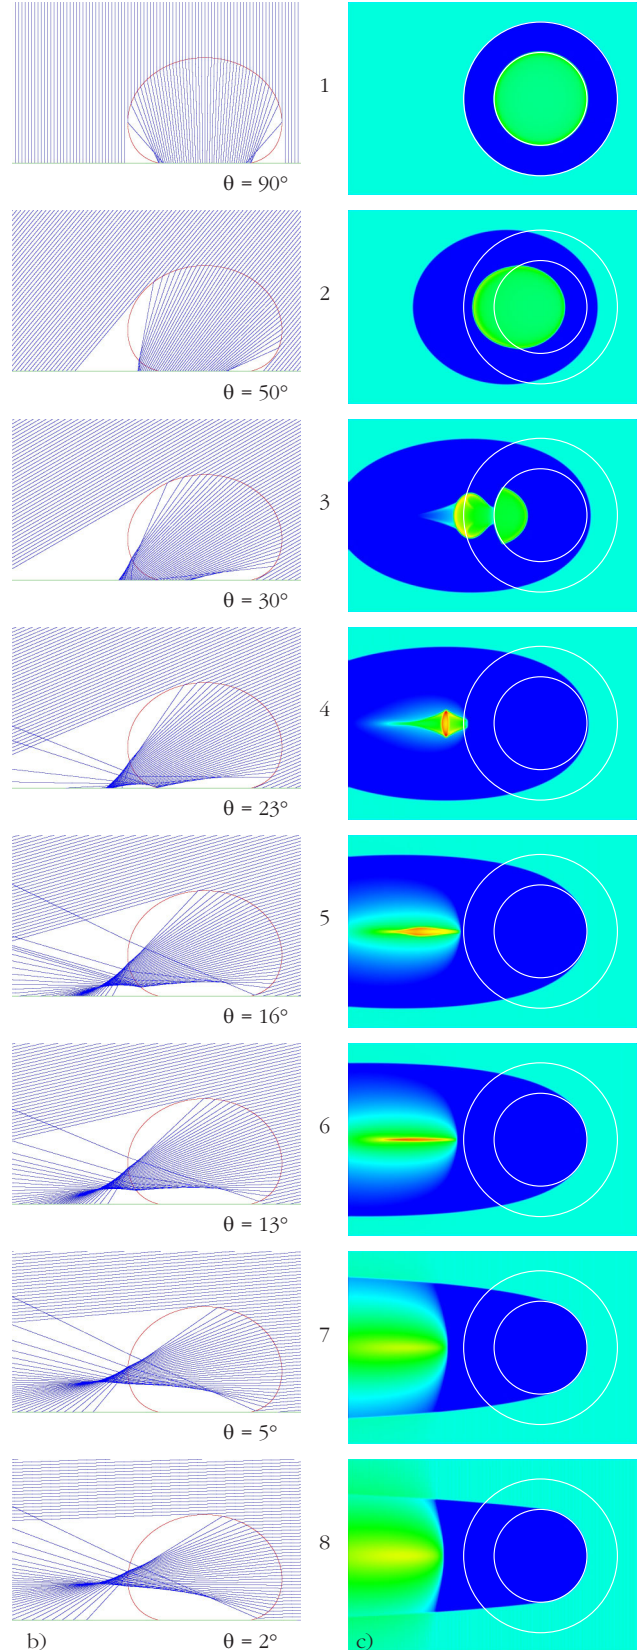 1
θ = 90°
2
θ = 50°
3
θ = 30°
4
θ = 23°
5
θ = 16°
6
θ = 13°
7
θ = 5°
8
θ = 2°
b)
c)